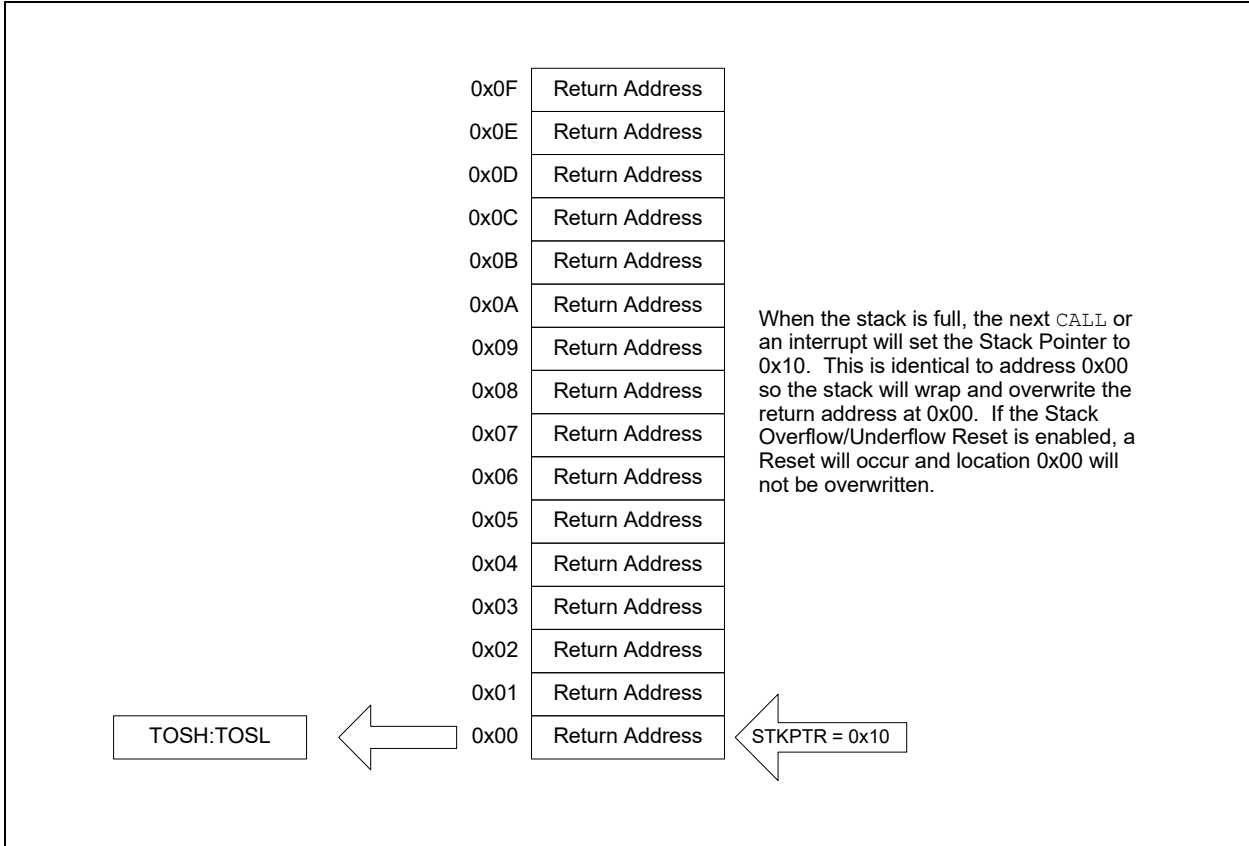 0x0F Return Address
0x0E Return Address
0x0D Return Address
0x0C Return Address
0x0B Return Address
0x0A Return Address
0x09 Return Address
0x08 Return Address
0x07 Return Address
0x06 Return Address
0x05 Return Address
0x04 Return Address
0x03 Return Address
0x02 Return Address
0x01 Return Address
TOSH:TOSL 0x00 Return Address STKPTR = 0x10
When the stack is full, the next CALL or
an interrupt will set the Stack Pointer to
0x10. This is identical to address 0x00
so the stack will wrap and overwrite the
return address at 0x00. If the Stack
Overflow/Underflow Reset is enabled, a
Reset will occur and location 0x00 will
not be overwritten.